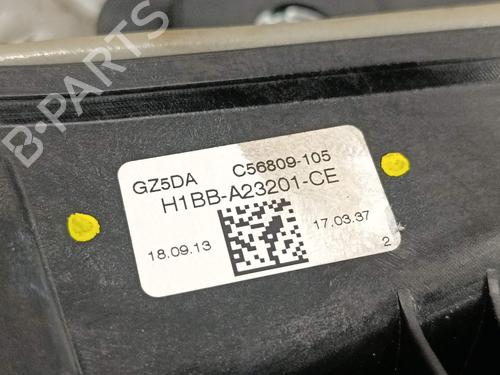 B-PARTS
GZ5DA C56809-105
H1BB-A23201-CE
18.09.13 17.03.37
2